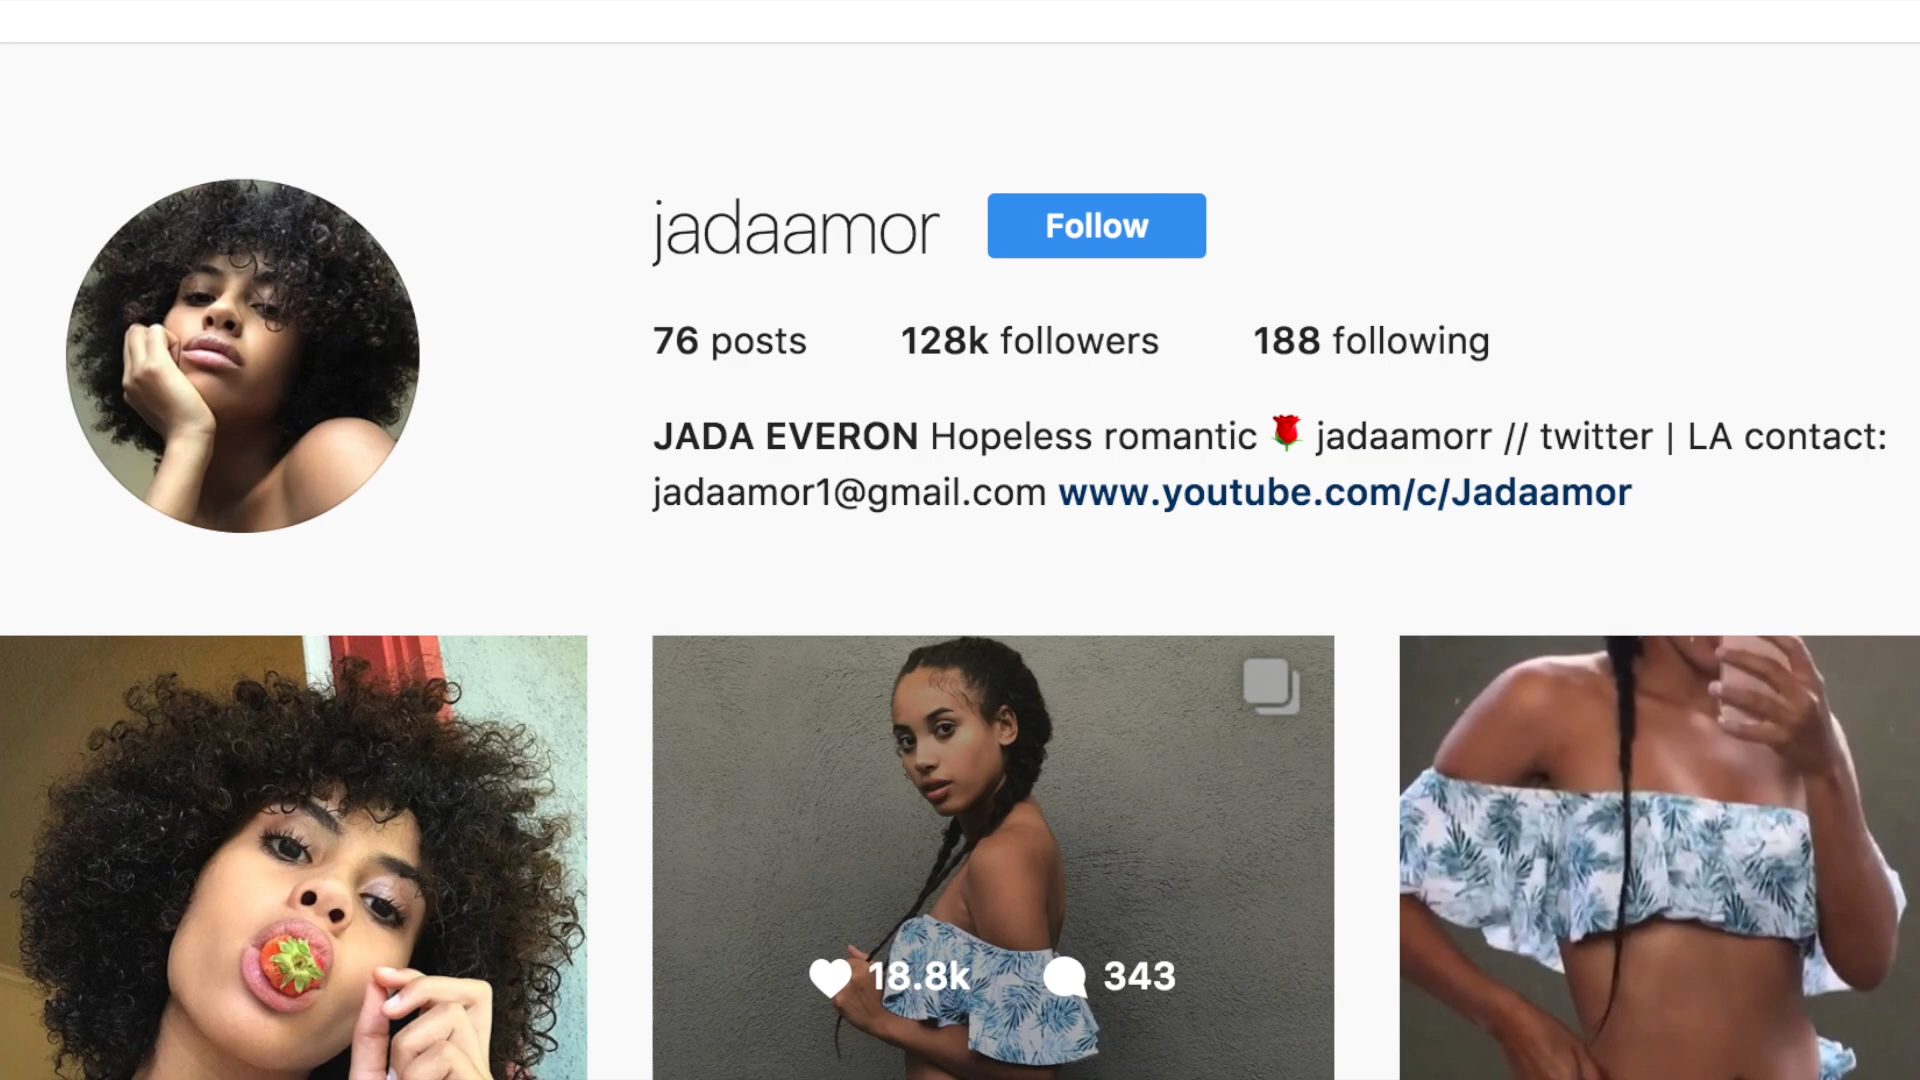 jadaamor Follow
76 posts 128k followers 188 following
JADA EVERON Hopeless romantic 🌹 jadaamorr // twitter | LA contact:
jadaamor1@gmail.com www.youtube.com/c/Jadaamor
18.8k 343